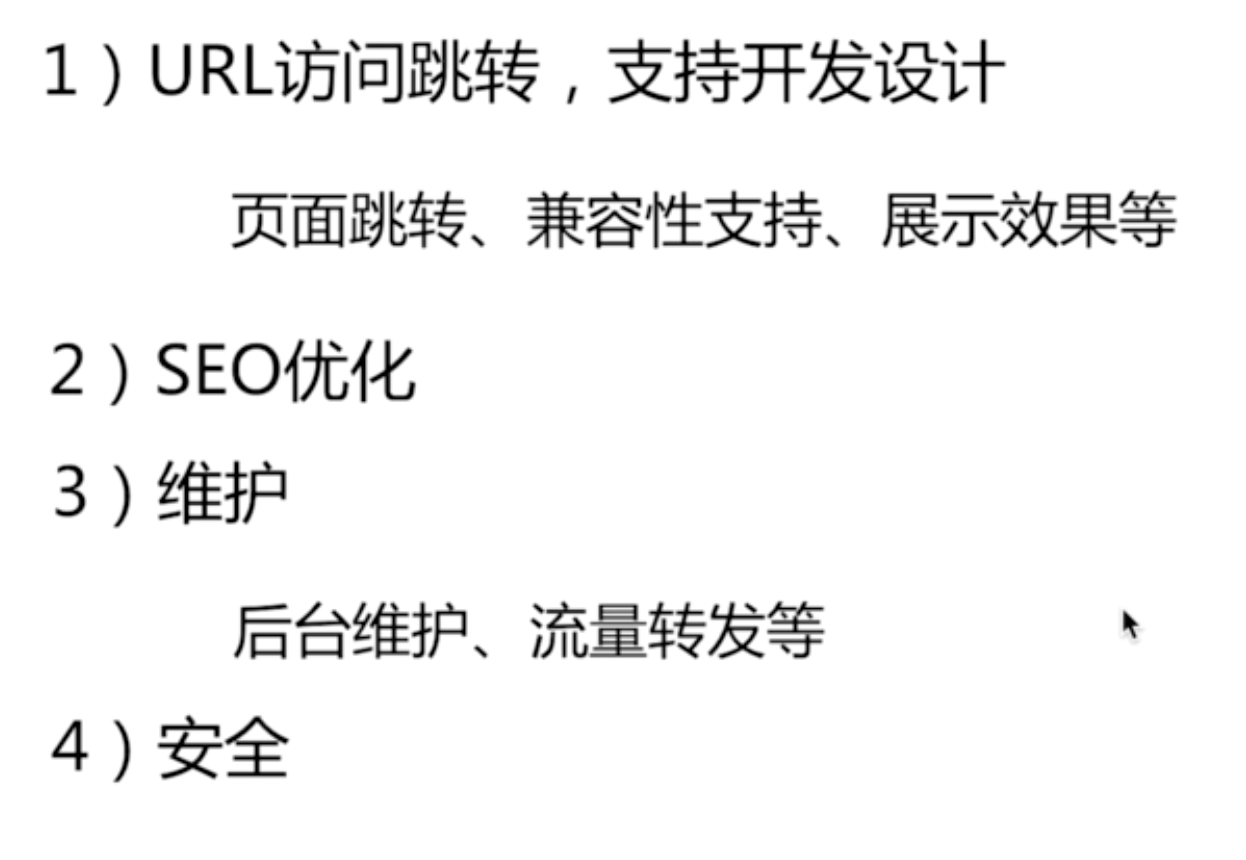 1）URL访问跳转，支持开发设计
页面跳转、兼容性支持、展示效果等
2）SEO优化
3）维护
后台维护、流量转发等
4）安全